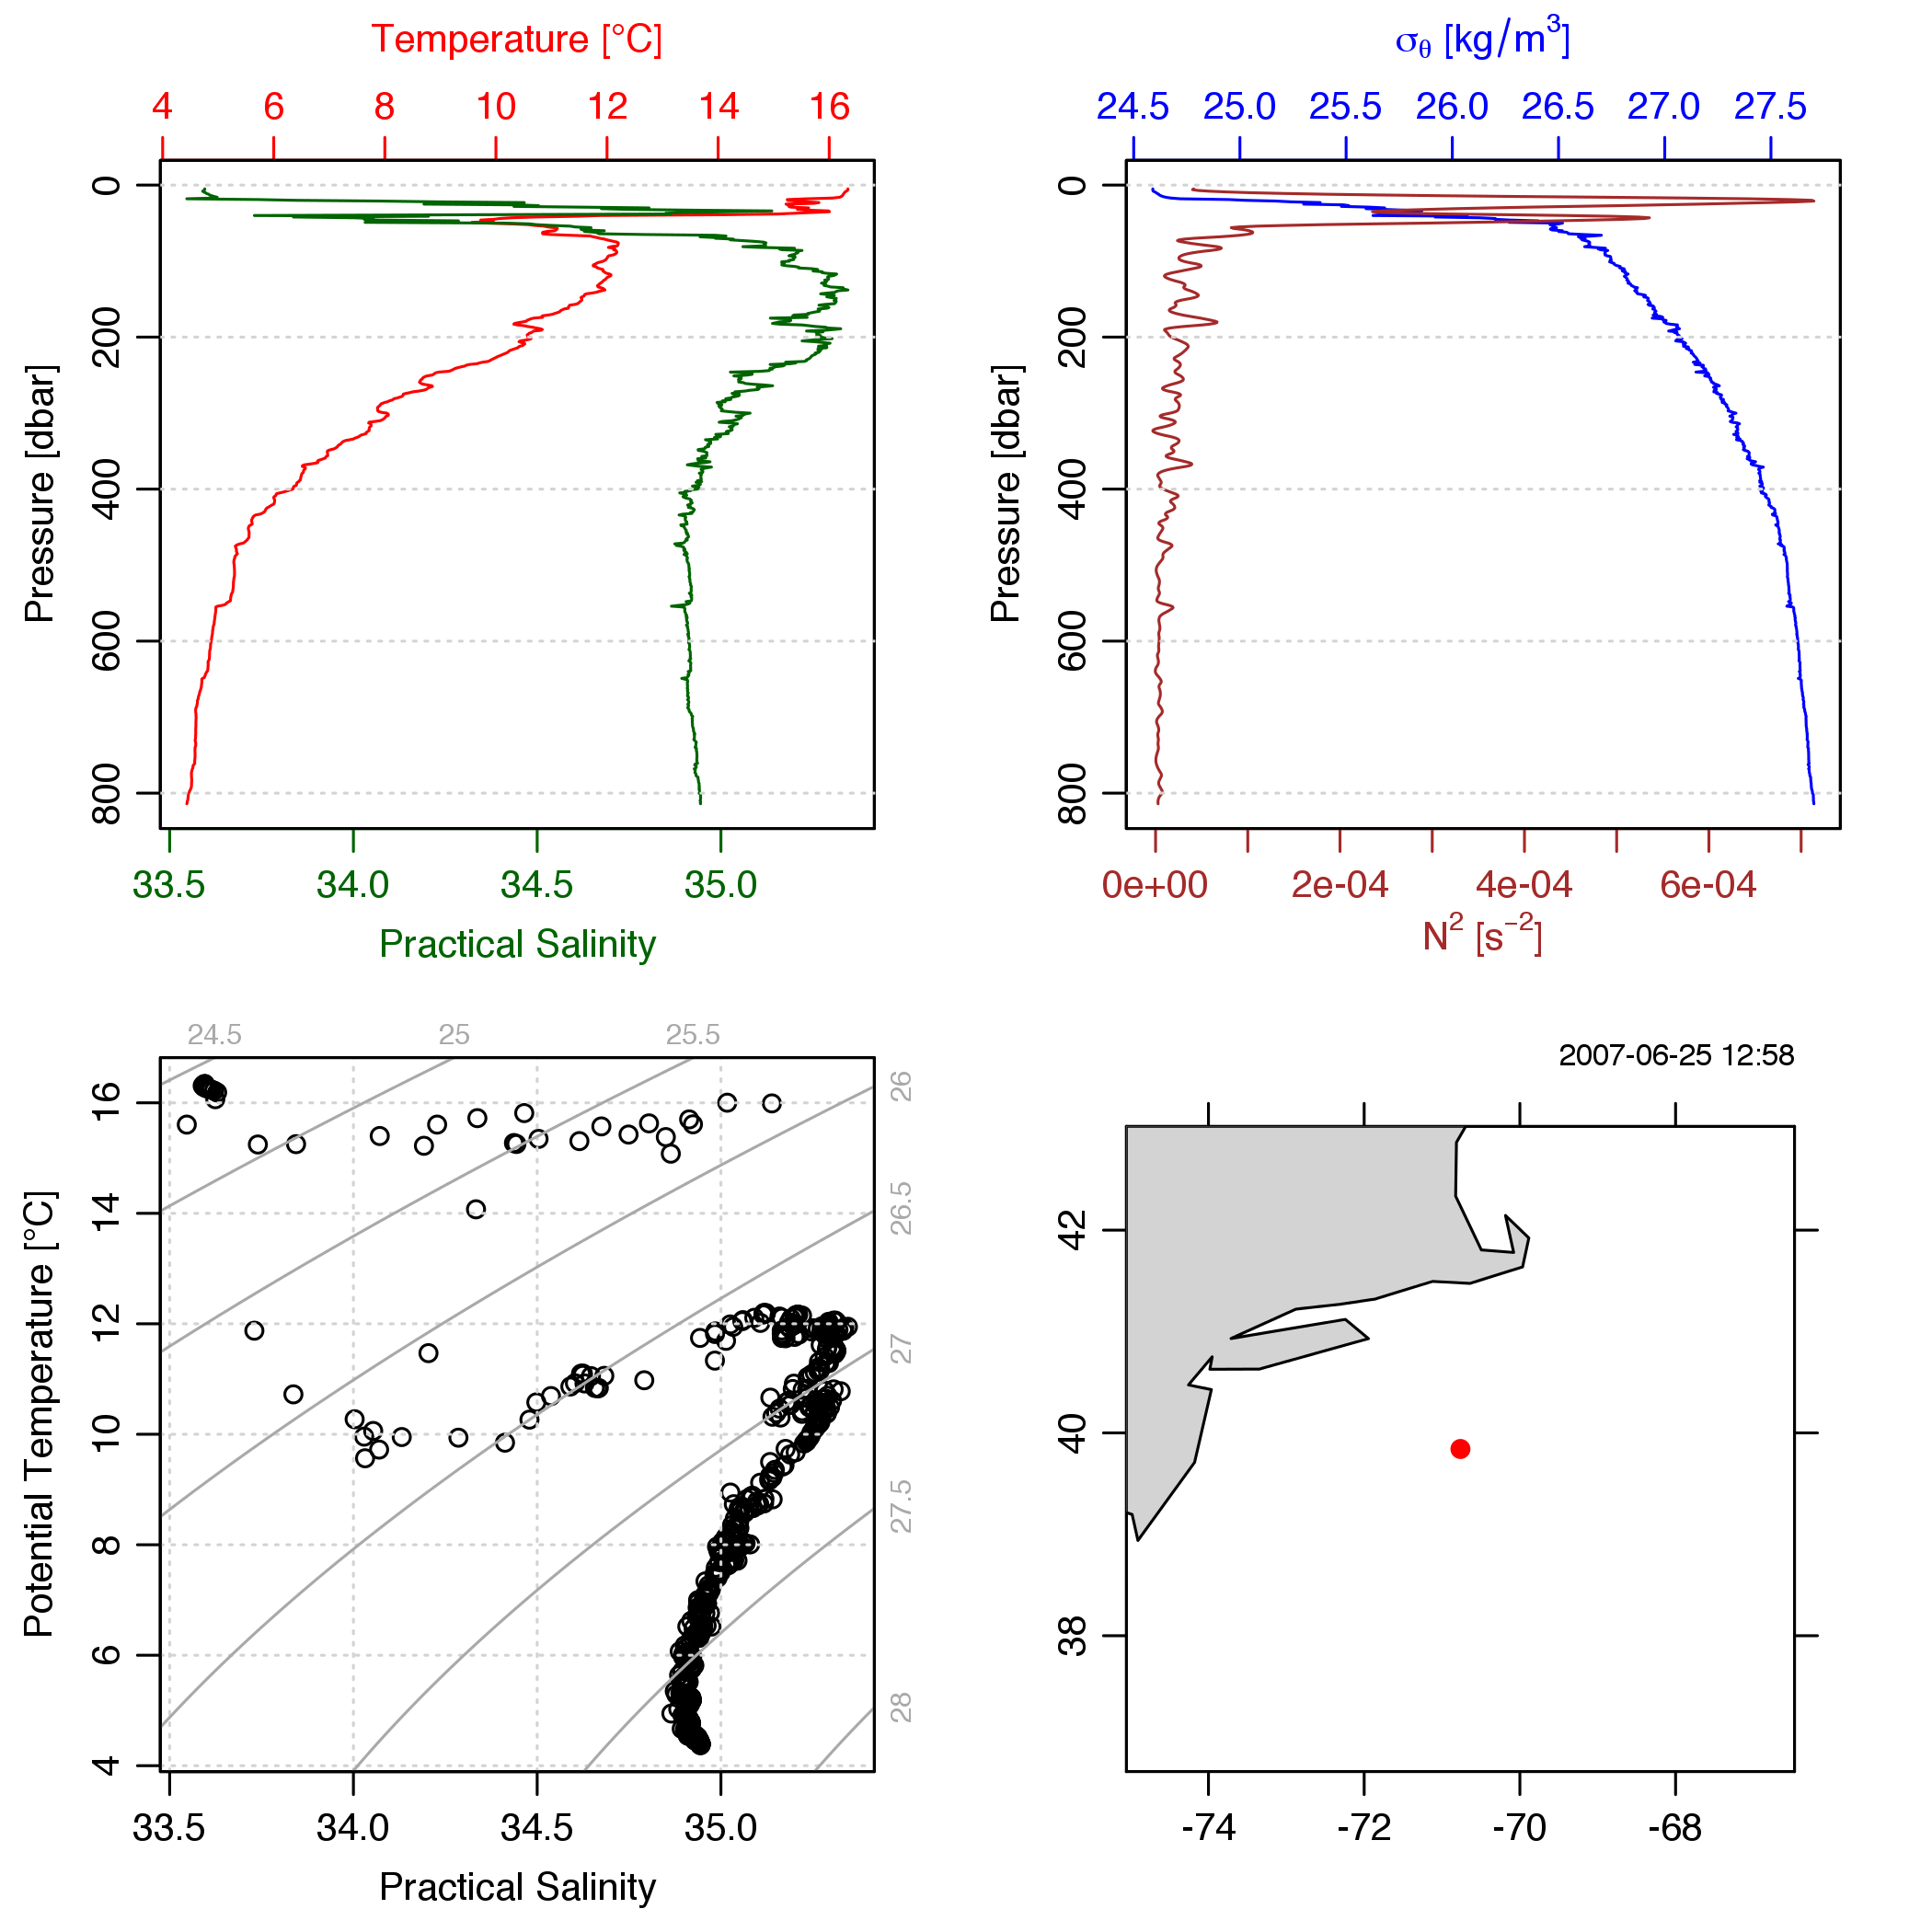 Temperature [°C]
4 6 8 10 12 14 16
0
200
400
600
800
Pressure [dbar]
33.5 34.0 34.5 35.0
Practical Salinity
σθ [kg/m³]
24.5 25.0 25.5 26.0 26.5 27.0 27.5
0
200
400
600
800
Pressure [dbar]
0e+00 2e-04 4e-04 6e-04
N² [s⁻²]
24.5 25 25.5
26
26.5
27
27.5
28
16
14
12
10
8
6
4
Potential Temperature [°C]
33.5 34.0 34.5 35.0
Practical Salinity
2007-06-25 12:58
42
40
38
-74 -72 -70 -68